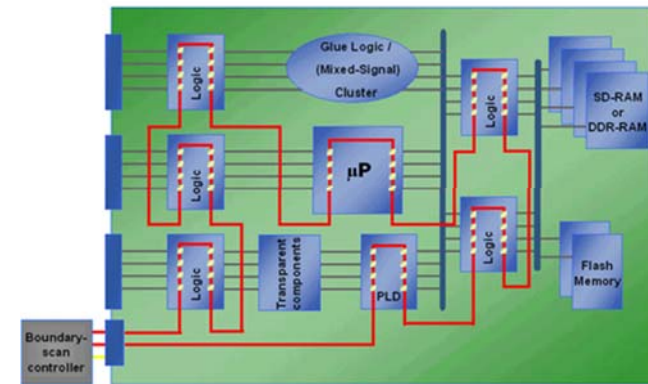 Glue Logic /
(Mixed-Signal)
Cluster
Logic
Logic
SD-RAM
or
DDR-RAM
Logic
µP
Logic
Transparent
components
PLD
Logic
Flash
Memory
Boundary-
scan
controller